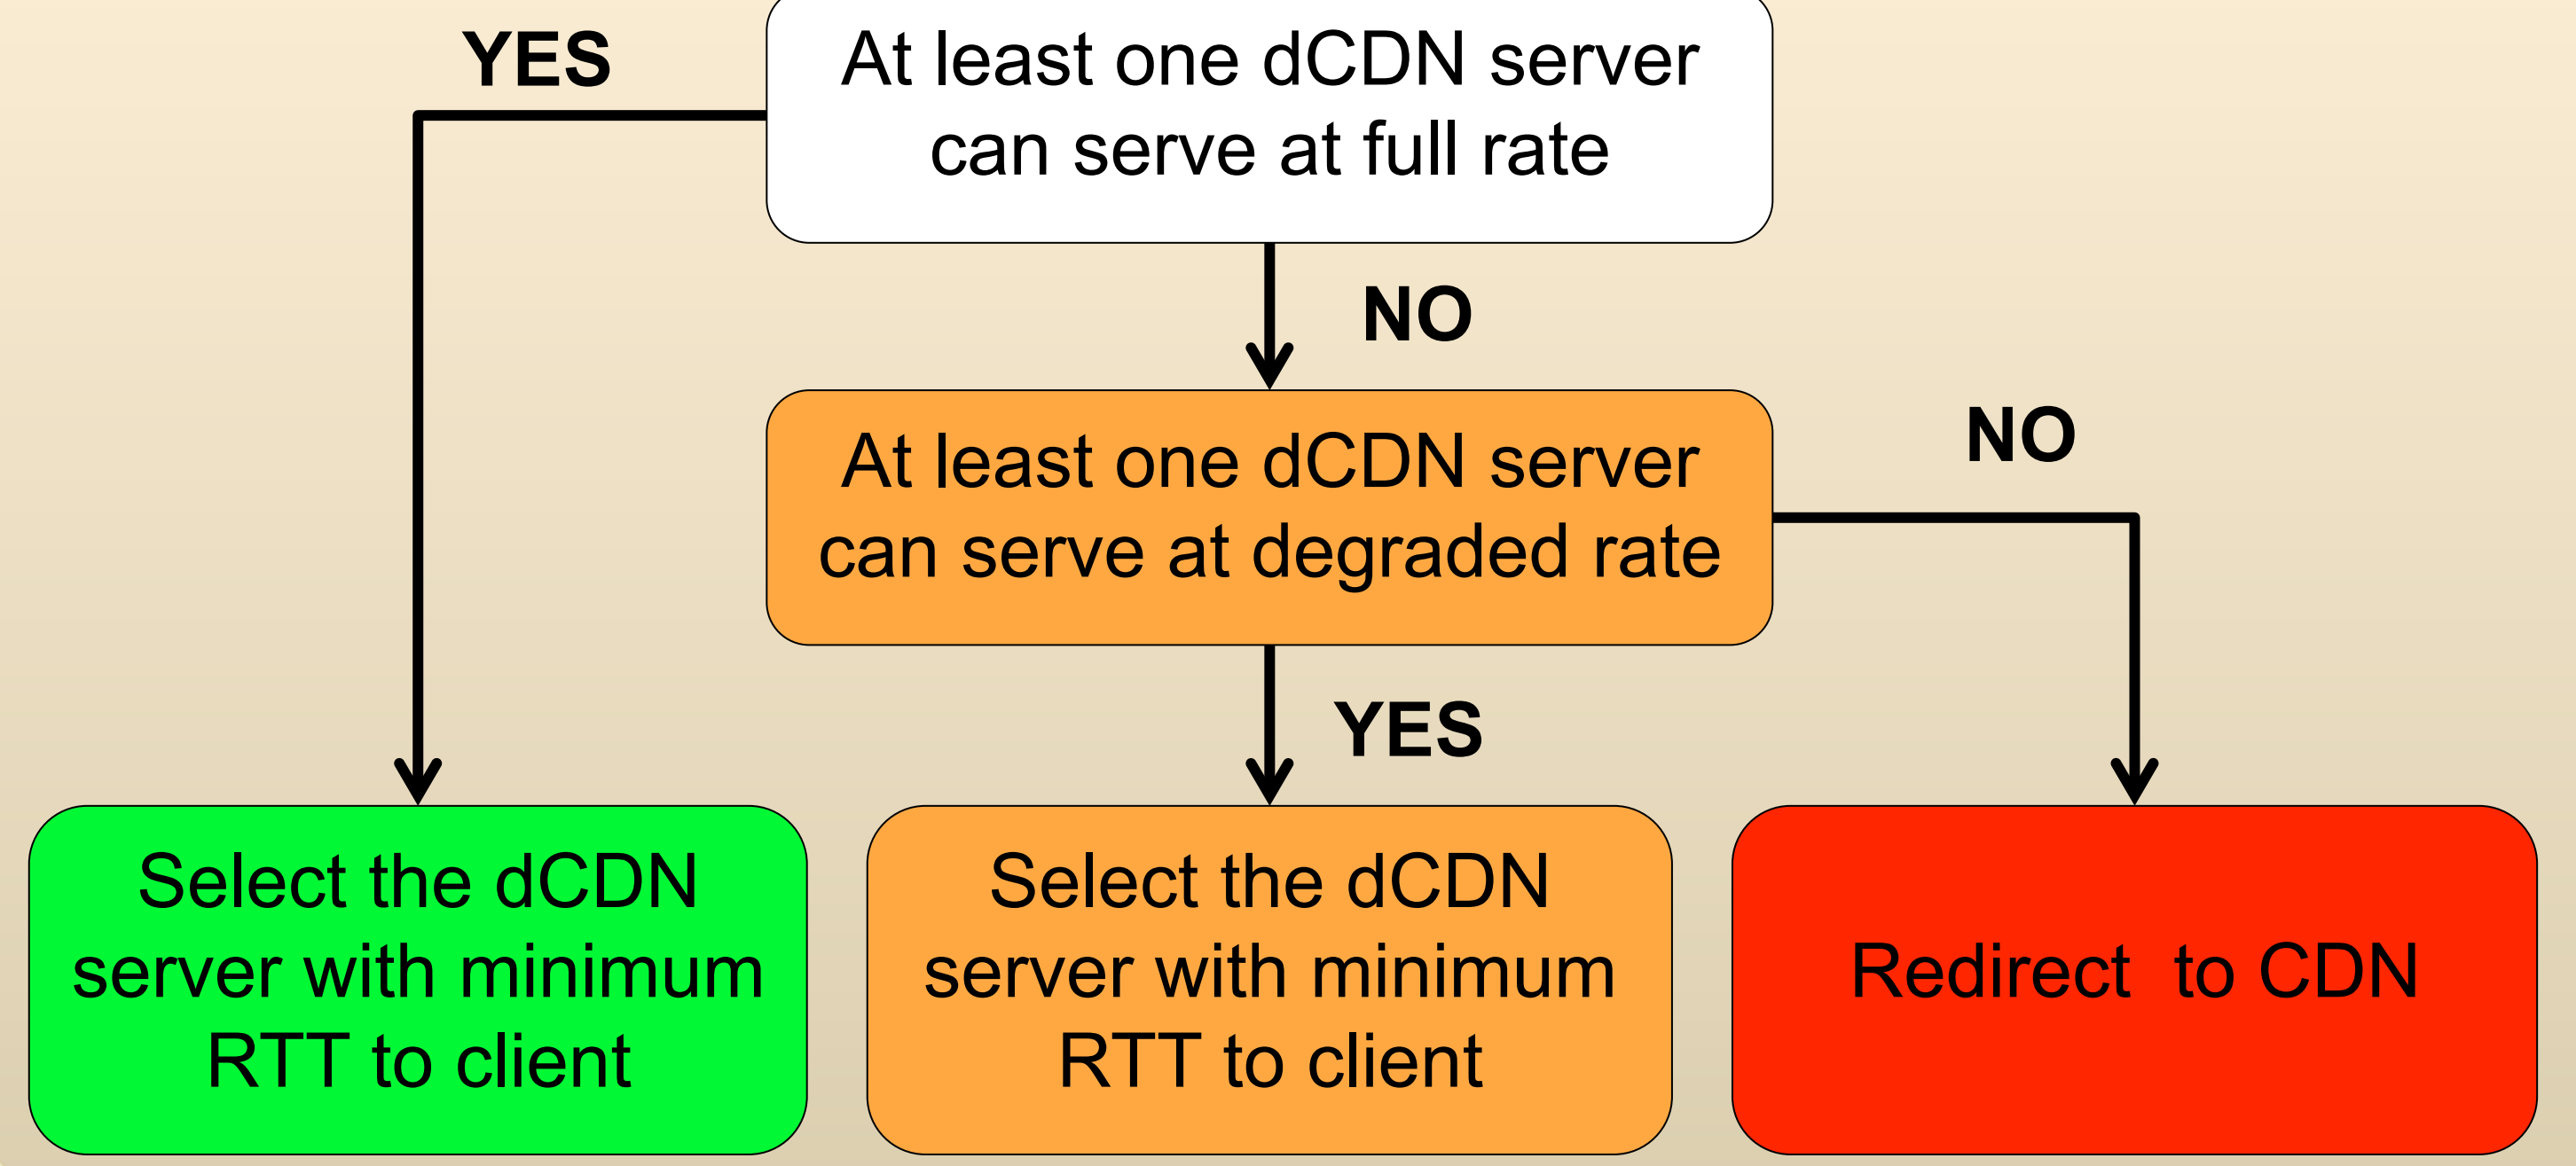 YES
At least one dCDN server
can serve at full rate
NO
At least one dCDN server
can serve at degraded rate
NO
YES
Select the dCDN
server with minimum
RTT to client
Select the dCDN
server with minimum
RTT to client
Redirect  to CDN